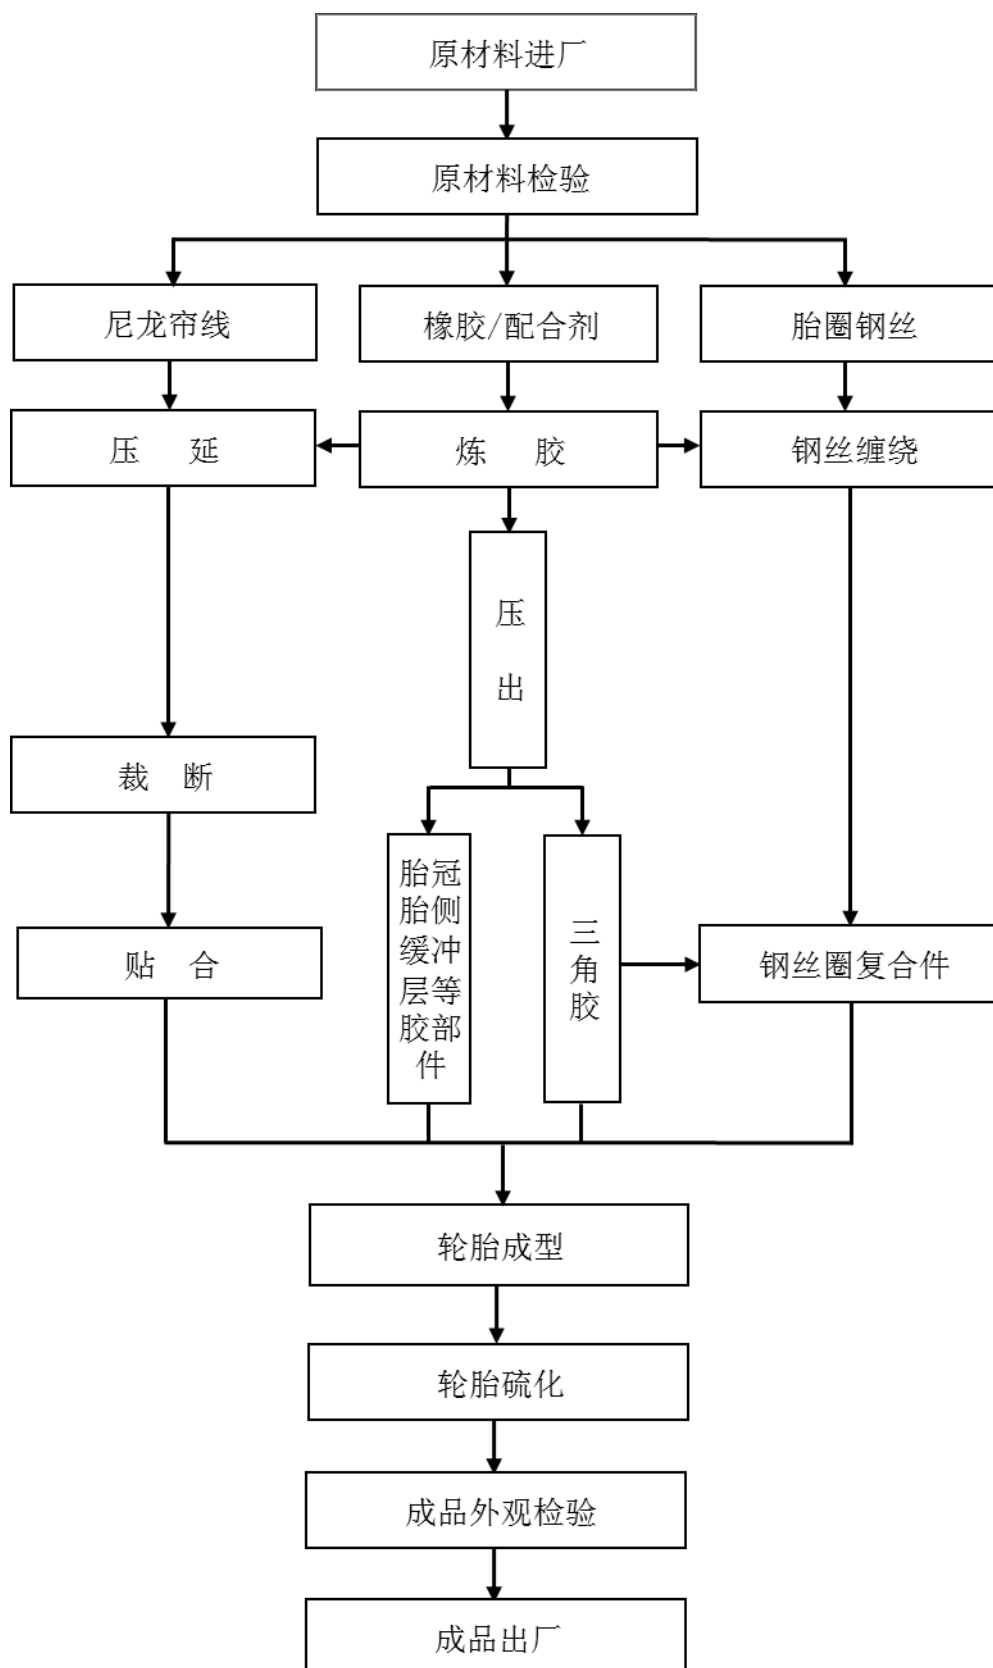 原材料进厂
原材料检验
尼龙帘线
橡胶/配合剂
胎圈钢丝
压 延
炼 胶
钢丝缠绕
压
出
裁 断
胎冠
胎侧
缓冲
层等
胶部
件
三
角
胶
贴 合
钢丝圈复合件
轮胎成型
轮胎硫化
成品外观检验
成品出厂